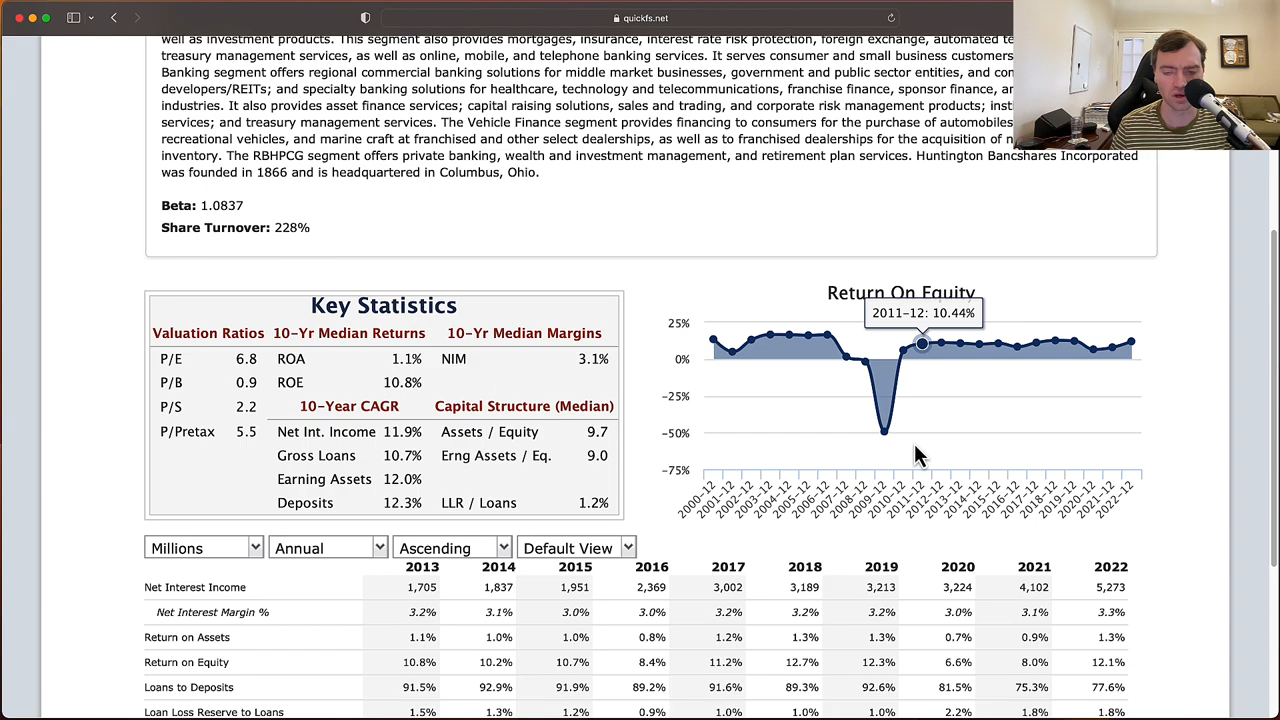 quickfs.net
well as investment products. This segment also provides mortgages, insurance, interest rate risk protection, foreign exchange, automated te
treasury management services, as well as online, mobile, and telephone banking services. It serves consumer and small business customers
Banking segment offers regional commercial banking solutions for middle market businesses, government and public sector entities, and com
developers/REITs; and specialty banking solutions for healthcare, technology and telecommunications, franchise finance, sponsor finance, an
industries. It also provides asset finance services; capital raising solutions, sales and trading, and corporate risk management products; inst
services; and treasury management services. The Vehicle Finance segment provides financing to consumers for the purchase of automobiles
recreational vehicles, and marine craft at franchised and other select dealerships, as well as to franchised dealerships for the acquisition of n
inventory. The RBHPCG segment offers private banking, wealth and investment management, and retirement plan services. Huntington Bancshares Incorporated
was founded in 1866 and is headquartered in Columbus, Ohio.
Beta: 1.0837
Share Turnover: 228%
Key Statistics
Valuation Ratios 10-Yr Median Returns 10-Yr Median Margins
P/E 6.8 ROA 1.1% NIM 3.1%
P/B 0.9 ROE 10.8%
P/S 2.2 10-Year CAGR Capital Structure (Median)
P/Pretax 5.5 Net Int. Income 11.9% Assets / Equity 9.7
Gross Loans 10.7% Erng Assets / Eq. 9.0
Earning Assets 12.0%
Deposits 12.3% LLR / Loans 1.2%
Return On Equity
2011-12: 10.44%
25%
0%
-25%
-50%
-75%
2000-12 2001-12 2002-12 2003-12 2004-12 2005-12 2006-12 2007-12 2008-12 2009-12 2010-12 2011-12 2012-12 2013-12 2014-12 2015-12 2016-12 2017-12 2018-12 2019-12 2020-12 2021-12 2022-12
Millions Annual Ascending Default View
2013 2014 2015 2016 2017 2018 2019 2020 2021 2022
Net Interest Income 1,705 1,837 1,951 2,369 3,002 3,189 3,213 3,224 4,102 5,273
Net Interest Margin % 3.2% 3.1% 3.0% 3.0% 3.2% 3.2% 3.2% 3.0% 3.1% 3.3%
Return on Assets 1.1% 1.0% 1.0% 0.8% 1.2% 1.3% 1.3% 0.7% 0.9% 1.3%
Return on Equity 10.8% 10.2% 10.7% 8.4% 11.2% 12.7% 12.3% 6.6% 8.0% 12.1%
Loans to Deposits 91.5% 92.9% 91.9% 89.2% 91.6% 89.3% 92.6% 81.5% 75.3% 77.6%
Loan Loss Reserve to Loans 1.5% 1.3% 1.2% 0.9% 1.0% 1.0% 1.0% 2.2% 1.8% 1.8%